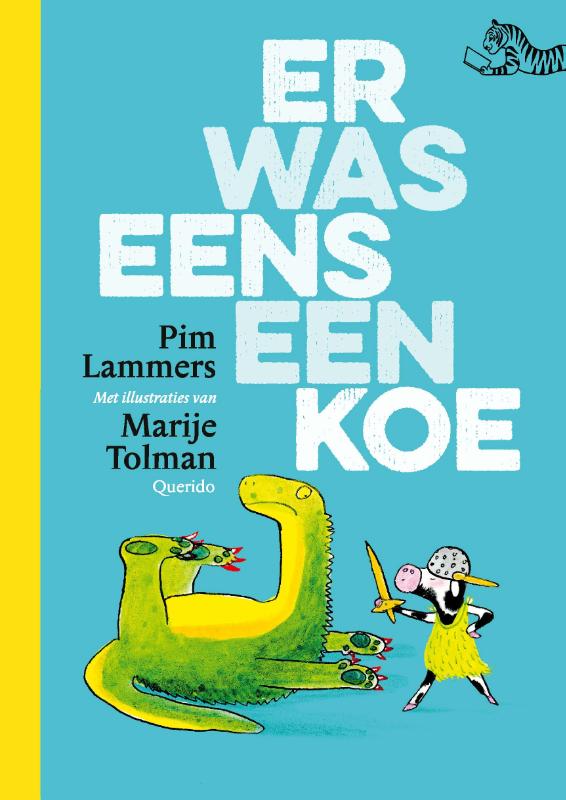 ER
WAS
EENS
EEN
KOE
Pim
Lammers
Met illustraties van
Marije
Tolman
Querido